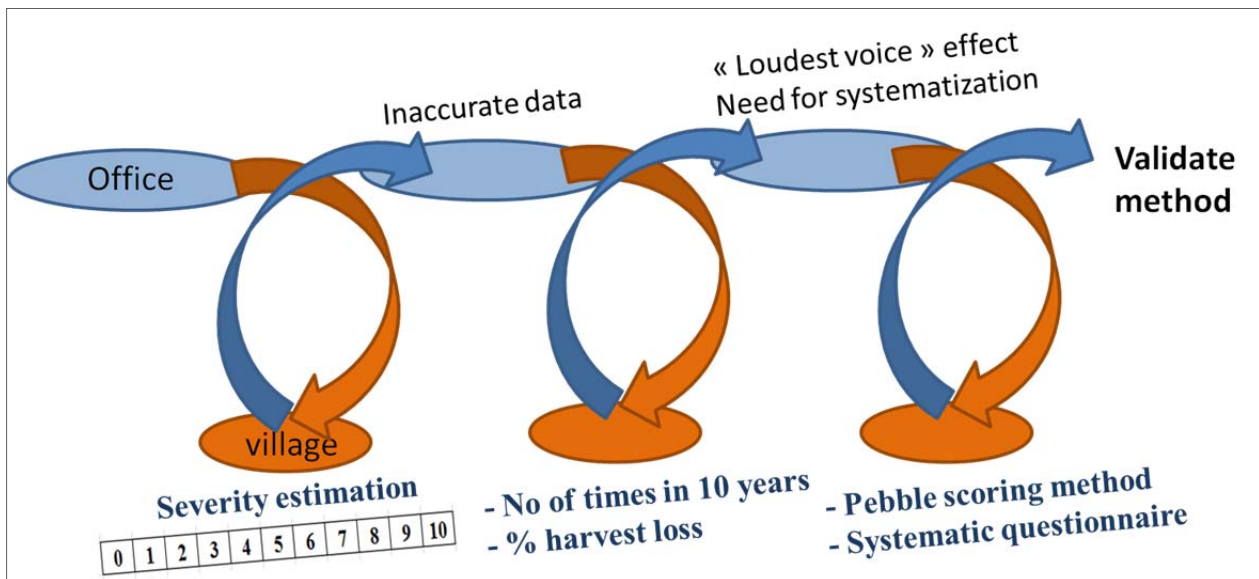 « Loudest voice » effect
Need for systematization
Inaccurate data
Office
Validate
method
village
Severity estimation
0 1 2 3 4 5 6 7 8 9 10
- No of times in 10 years
- % harvest loss
- Pebble scoring method
- Systematic questionnaire